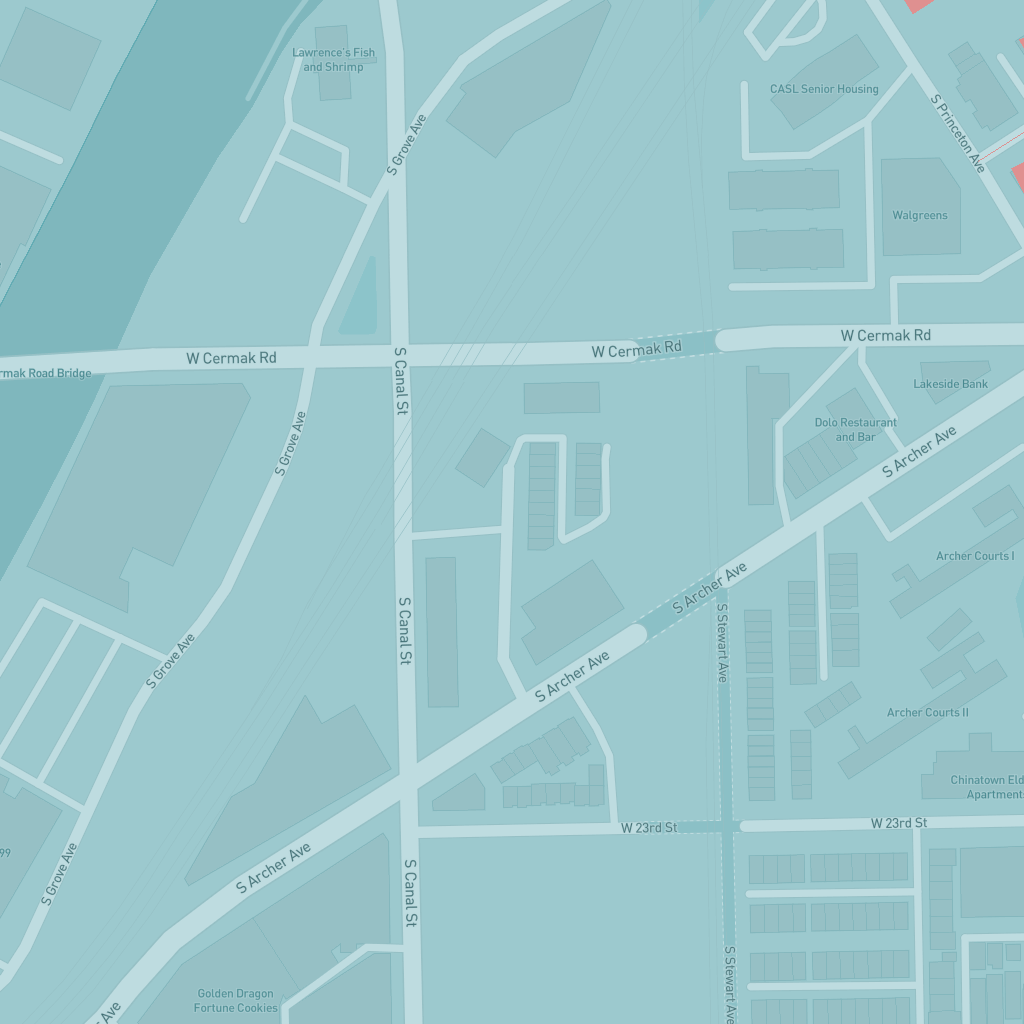 Lawrence's Fish
and Shrimp
CASL Senior Housing
S Princeton Ave
S Grove Ave
Walgreens
W Cermak Rd
W Cermak Rd
W Cermak Rd
rmak Road Bridge
S Canal St
Lakeside Bank
Dolo Restaurant
and Bar
S Archer Ave
S Grove Ave
Archer Courts I
S Archer Ave
S Canal St
S Stewart Ave
S Grove Ave
S Archer Ave
Archer Courts II
Chinatown Eld
Apartments
W 23rd St
W 23rd St
99
S Grove Ave
S Archer Ave
S Canal St
S Stewart Ave
Golden Dragon
Fortune Cookies
Ave